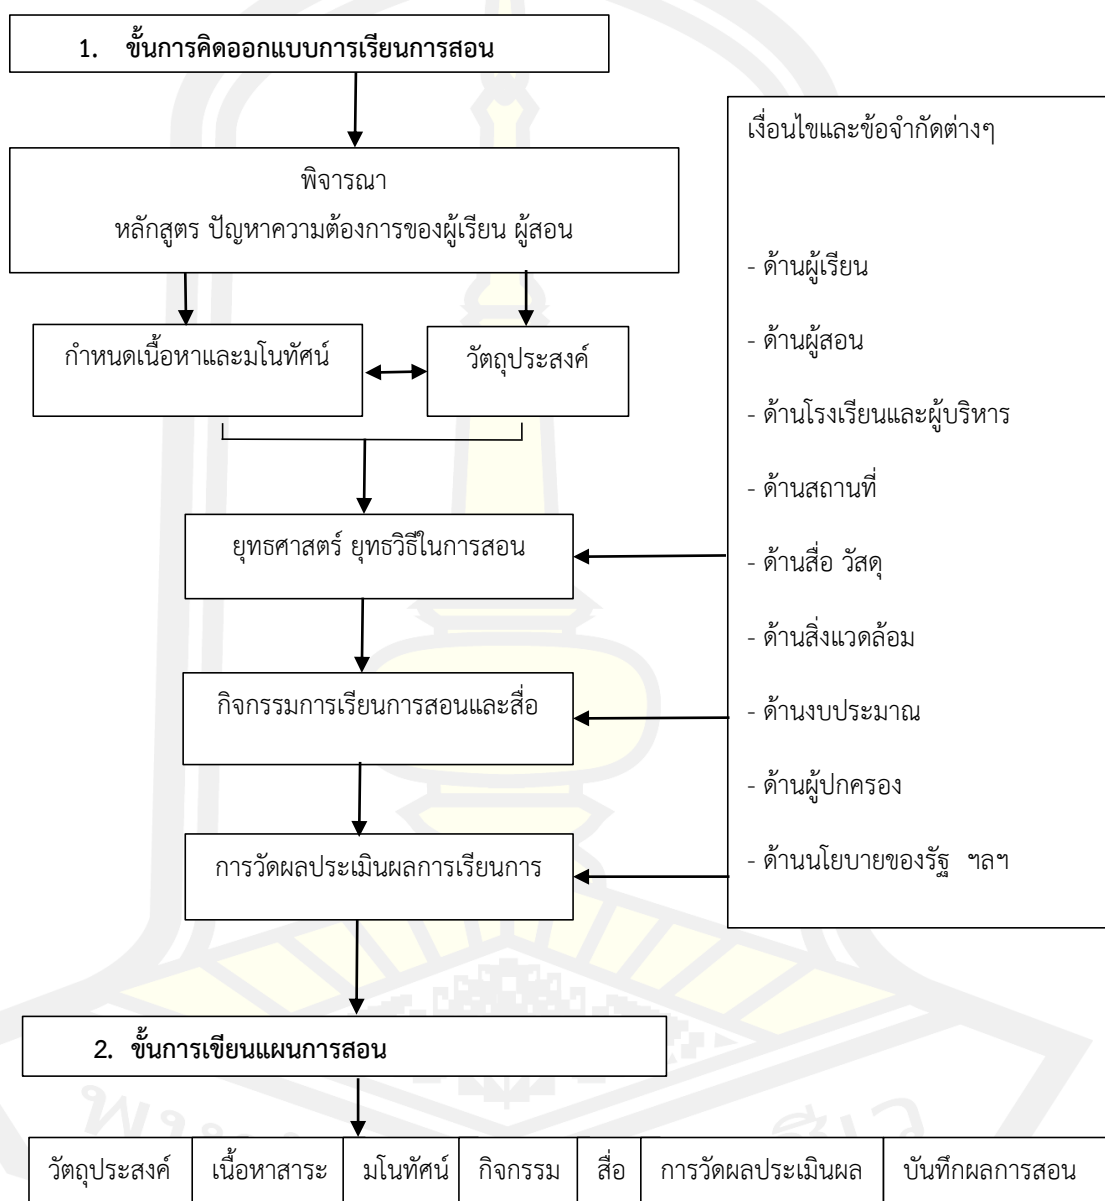 1. ขั้นการคิดออกแบบการเรียนการสอน
พิจารณา
หลักสูตร ปัญหาความต้องการของผู้เรียน ผู้สอน
กำหนดเนื้อหาและมโนทัศน์
วัตถุประสงค์
ยุทธศาสตร์ ยุทธวิธีในการสอน
กิจกรรมการเรียนการสอนและสื่อ
การวัดผลประเมินผลการเรียนการ
เงื่อนไขและข้อจำกัดต่างๆ
- ด้านผู้เรียน
- ด้านผู้สอน
- ด้านโรงเรียนและผู้บริหาร
- ด้านสถานที่
- ด้านสื่อ วัสดุ
- ด้านสิ่งแวดล้อม
- ด้านงบประมาณ
- ด้านผู้ปกครอง
- ด้านนโยบายของรัฐ ฯลฯ
2. ขั้นการเขียนแผนการสอน
วัตถุประสงค์ เนื้อหาสาระ มโนทัศน์ กิจกรรม สื่อ การวัดผลประเมินผล บันทึกผลการสอน